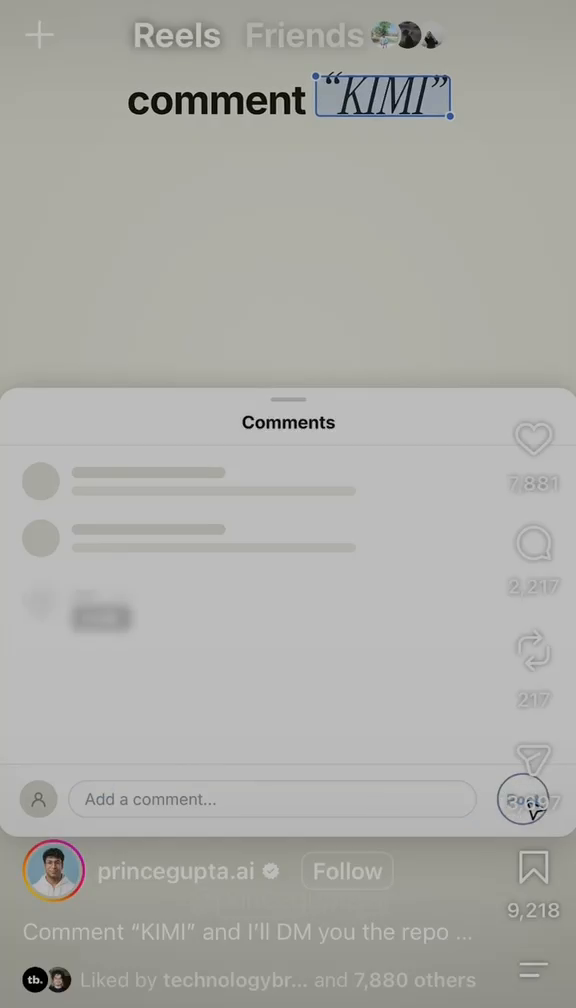 Reels Friends
comment “KIMI”
Comments
7,881
2,217
217
Add a comment...
princegupta.ai Follow
9,218
Comment “KIMI” and I’ll DM you the repo ...
tb. Liked by technologybr... and 7,880 others